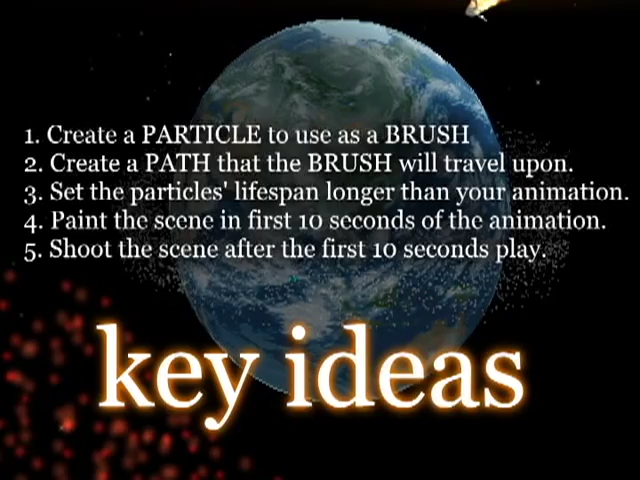 1. Create a PARTICLE to use as a BRUSH
2. Create a PATH that the BRUSH will travel upon.
3. Set the particles' lifespan longer than your animation.
4. Paint the scene in first 10 seconds of the animation.
5. Shoot the scene after the first 10 seconds play.
key ideas